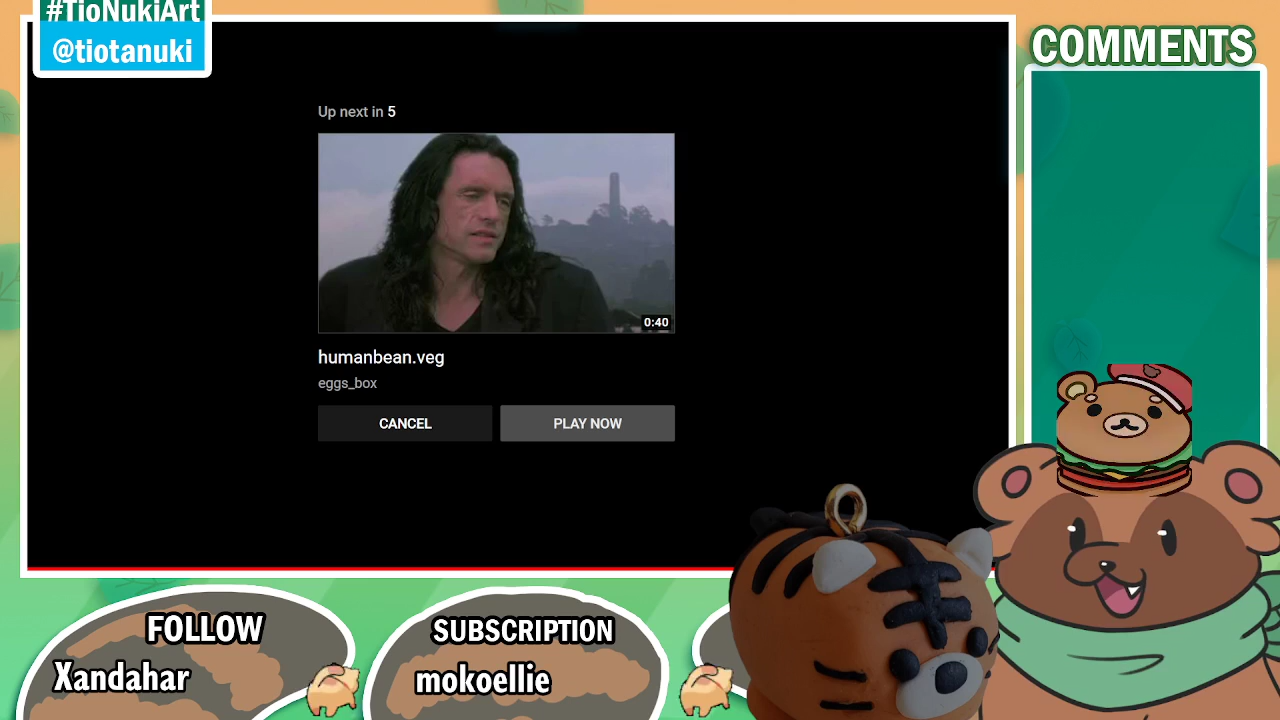 #TioNukiArt
@tiotanuki
COMMENTS
Up next in 5
0:40
humanbean.veg
eggs_box
CANCEL
PLAY NOW
FOLLOW
Xandahar
SUBSCRIPTION
mokoellie